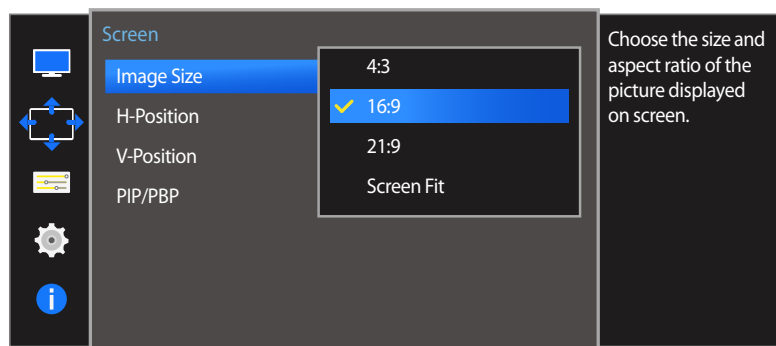 Screen
Image Size
H-Position
V-Position
PIP/PBP
4:3
16:9
21:9
Screen Fit
Choose the size and
aspect ratio of the
picture displayed
on screen.